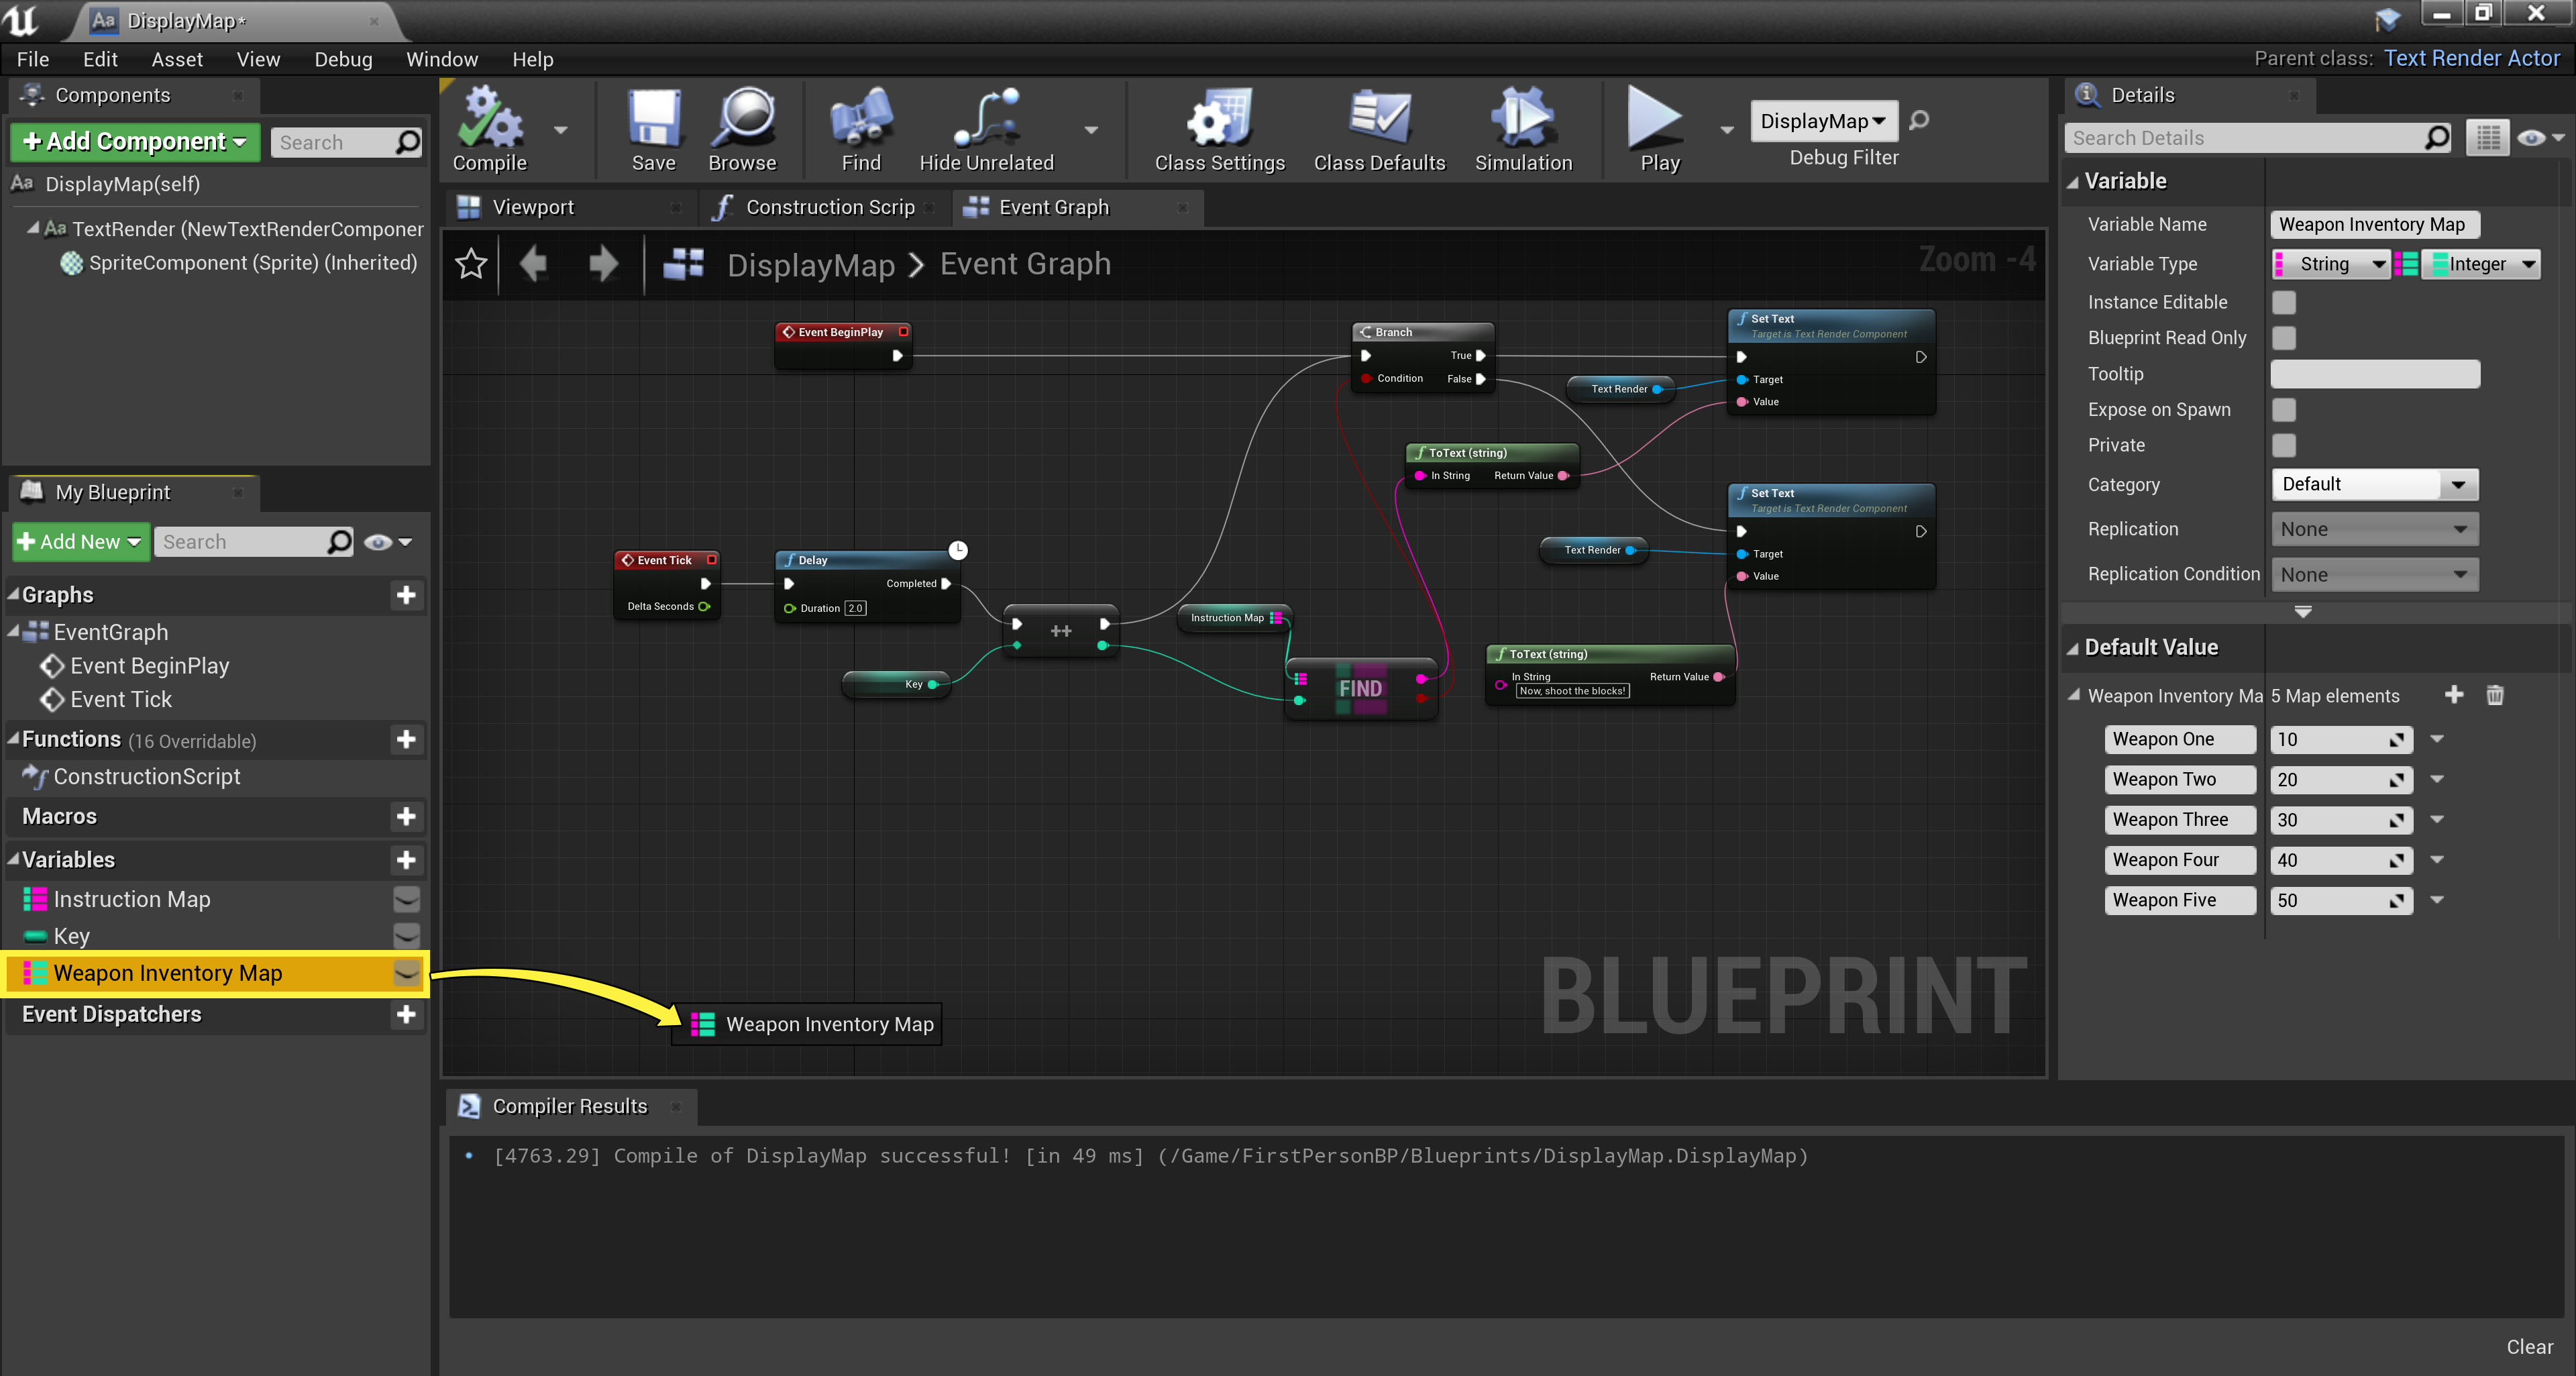 DisplayMap*
File Edit Asset View Debug Window Help
Parent class: Text Render Actor
Components
Add Component
Search
DisplayMap(self)
TextRender (NewTextRenderComponer
SpriteComponent (Sprite) (Inherited)
My Blueprint
Add New
Search
Graphs
EventGraph
Event BeginPlay
Event Tick
Functions (16 Overridable)
ConstructionScript
Macros
Variables
Instruction Map
Key
Weapon Inventory Map
Event Dispatchers
Compile
Save
Browse
Find
Hide Unrelated
Class Settings
Class Defaults
Simulation
Play
DisplayMap
Debug Filter
Viewport
Construction Scrip
Event Graph
DisplayMap > Event Graph
Zoom -4
Event BeginPlay
Branch
True
Condition False
Set Text
Target is Text Render Component
Target
Value
Text Render
ToText (string)
In String Return Value
Set Text
Target is Text Render Component
Target
Value
Text Render
Event Tick
Delta Seconds
Delay
Completed
Duration 2.0
++
Key
Instruction Map
FIND
ToText (string)
In String Return Value
Now, shoot the blocks!
Weapon Inventory Map
BLUEPRINT
Compiler Results
[4763.29] Compile of DisplayMap successful! [in 49 ms] (/Game/FirstPersonBP/Blueprints/DisplayMap.DisplayMap)
Clear
Details
Search Details
Variable
Variable Name Weapon Inventory Map
Variable Type String Integer
Instance Editable
Blueprint Read Only
Tooltip
Expose on Spawn
Private
Category Default
Replication None
Replication Condition None
Default Value
Weapon Inventory Ma 5 Map elements
Weapon One 10
Weapon Two 20
Weapon Three 30
Weapon Four 40
Weapon Five 50